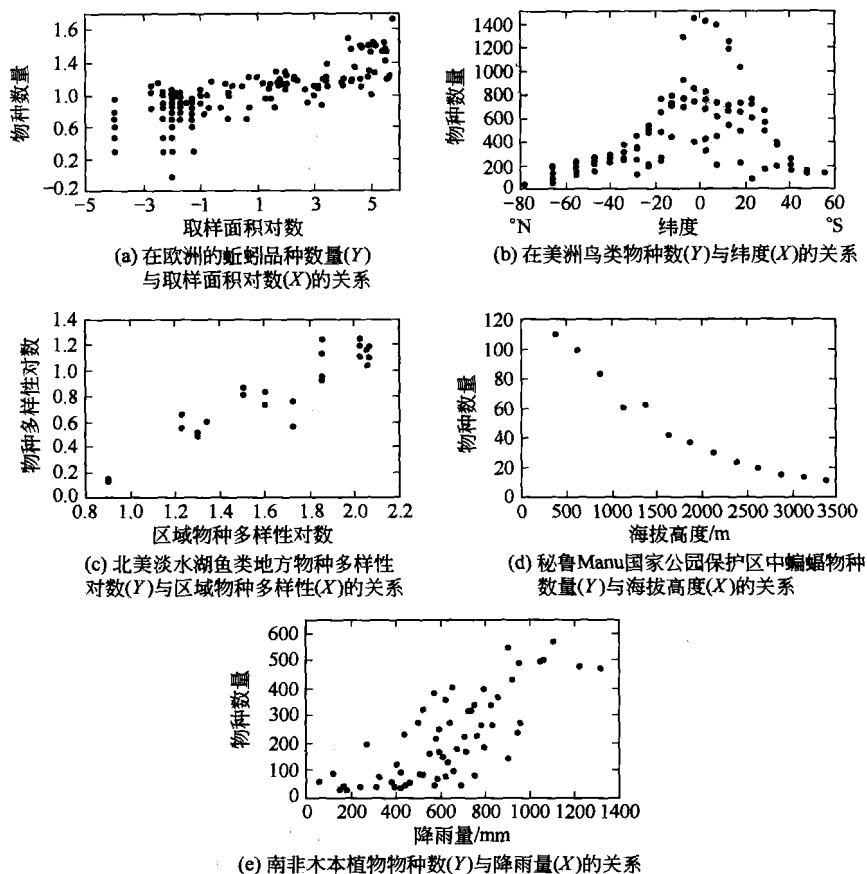 物种数量
1.6
1.0
0.6
0.2
−0.2
−5 −3 −1 1 3 5
取样面积对数
(a) 在欧洲的蚯蚓品种数量(Y)
与取样面积对数(X)的关系
物种数量
1400
1200
1000
800
600
400
200
0
−80 −60 −40 −20 0 20 40 60
°N 纬度 °S
(b) 在美洲鸟类物种数(Y)与纬度(X)的关系
物种多样性对数
1.4
1.2
1.0
0.8
0.6
0.4
0.2
0.0
0.8 1.0 1.2 1.4 1.6 1.8 2.0 2.2
区域物种多样性对数
(c) 北美淡水湖鱼类地方物种多样性
对数(Y)与区域物种多样性(X)的关系
物种数量
120
100
80
60
40
20
0
0 500 1000 1500 2000 2500 3000 3500
海拔高度/m
(d) 秘鲁Manu国家公园保护区中蝙蝠物种
数量(Y)与海拔高度(X)的关系
物种数量
600
500
400
300
200
100
0
0 200 400 600 800 1000 1200 1400
降雨量/mm
(e) 南非木本植物物种数(Y)与降雨量(X)的关系